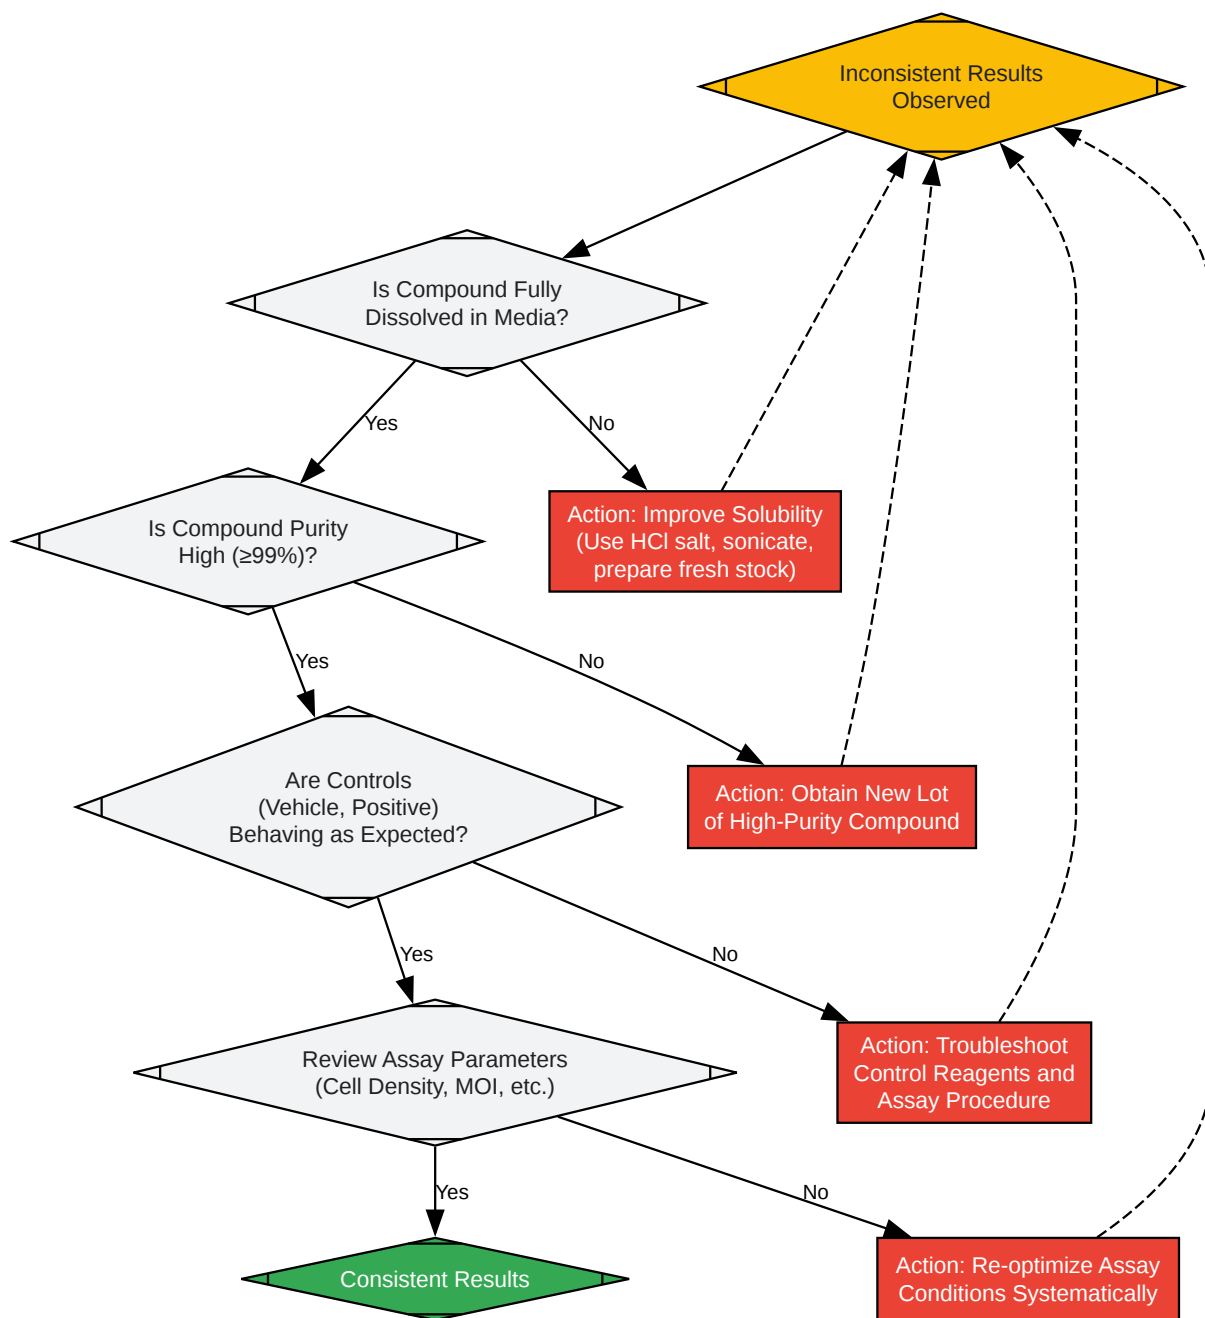 Inconsistent Results
Observed
Is Compound Fully
Dissolved in Media?
Yes
No
Is Compound Purity
High (≥99%)?
Action: Improve Solubility
(Use HCl salt, sonicate,
prepare fresh stock)
Yes
No
Are Controls
(Vehicle, Positive)
Behaving as Expected?
Action: Obtain New Lot
of High-Purity Compound
Yes
No
Review Assay Parameters
(Cell Density, MOI, etc.)
Action: Troubleshoot
Control Reagents and
Assay Procedure
Yes
No
Consistent Results
Action: Re-optimize Assay
Conditions Systematically